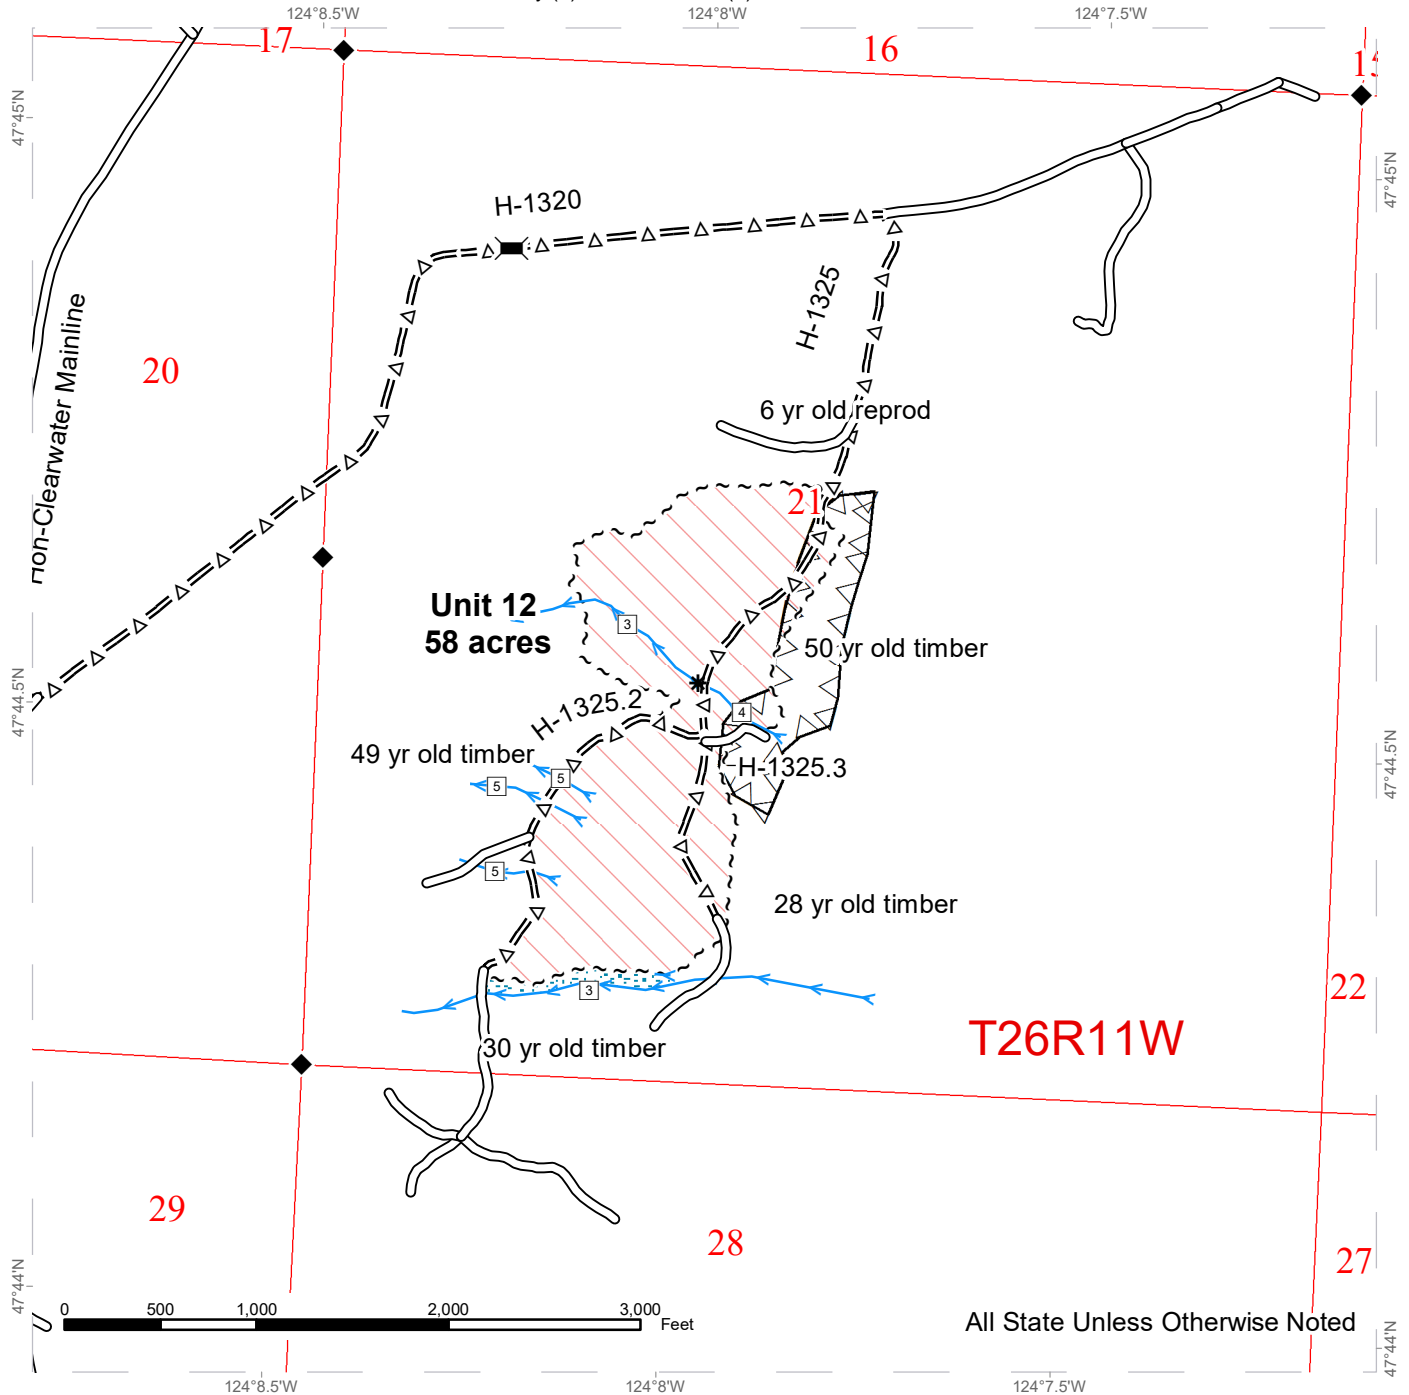 124°8.5'W
124°8'W
124°7.5'W
17
16
47°45'N
47°45'N
H-1320
H-1325
20
Hon-Clearwater Mainline
6 yr old reprod
21
Unit 12
58 acres
3
50 yr old timber
H-1325.2
4
47°44.5'N
47°44.5'N
49 yr old timber
H-1325.3
5
5
5
28 yr old timber
3
22
T26R11W
30 yr old timber
29
28
27
47°44'N
47°44'N
0
500
1,000
2,000
3,000
Feet
All State Unless Otherwise Noted
124°8.5'W
124°8'W
124°7.5'W